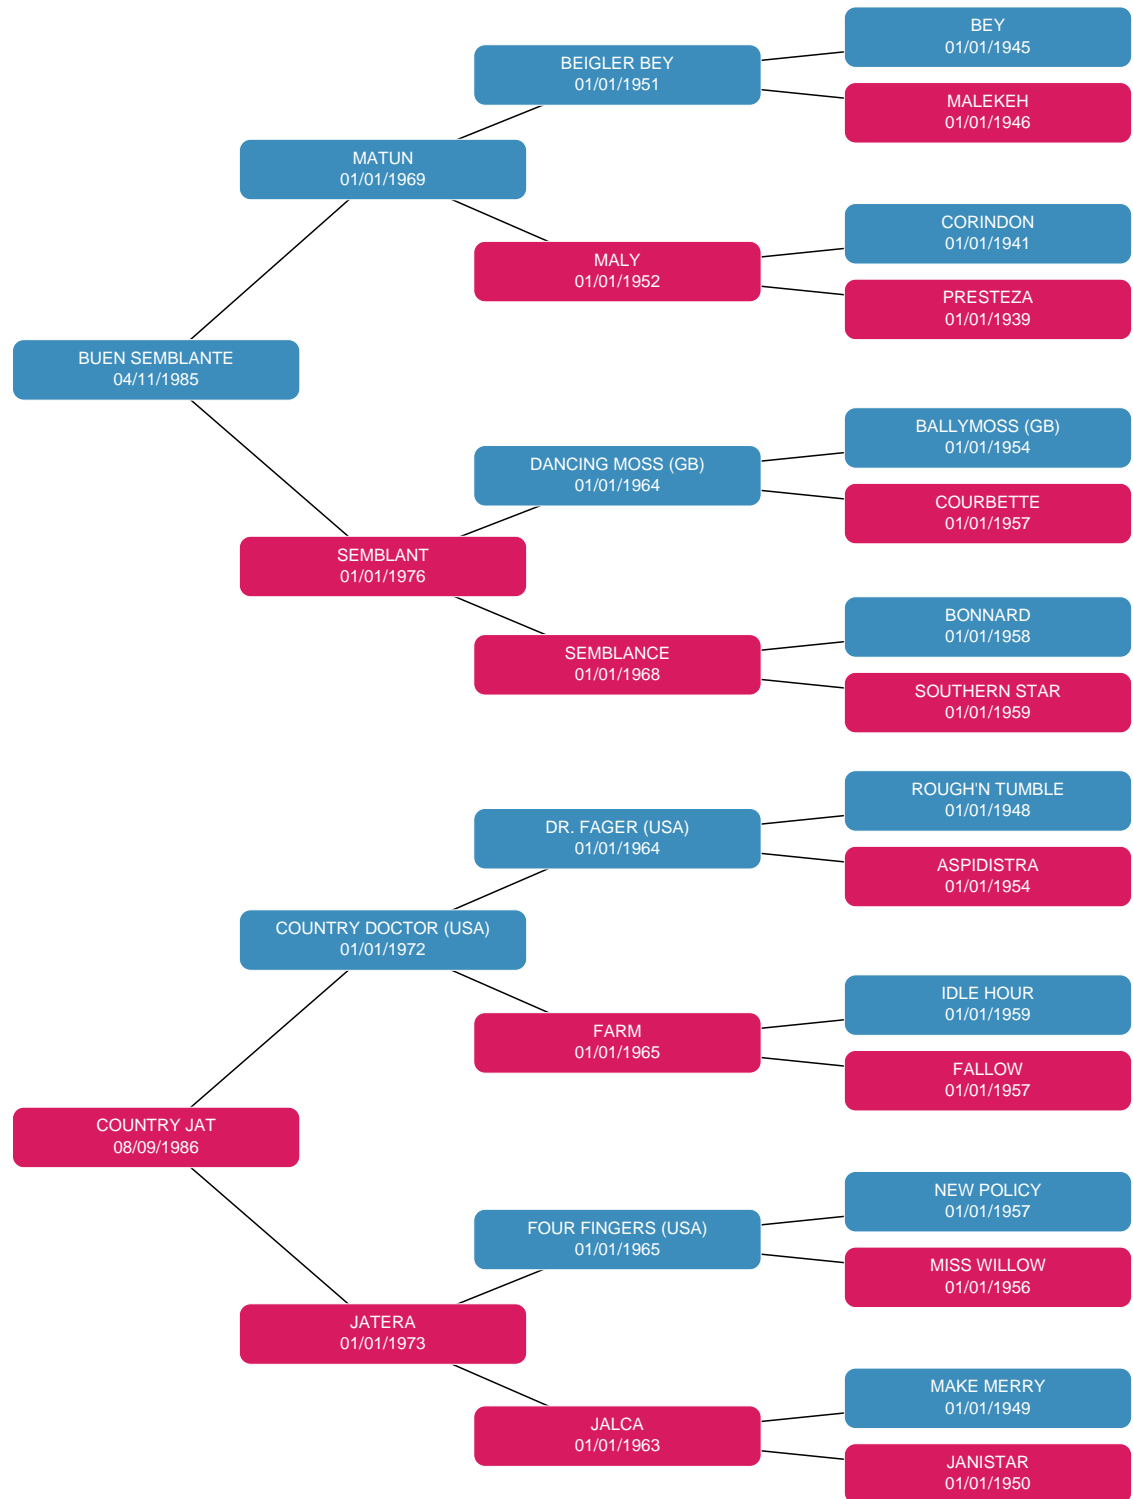 BEY
01/01/1945
BEIGLER BEY
01/01/1951
MALEKEH
01/01/1946
MATUN
01/01/1969
CORINDON
01/01/1941
MALY
01/01/1952
PRESTEZA
01/01/1939
BUEN SEMBLANTE
04/11/1985
BALLYMOSS (GB)
01/01/1954
DANCING MOSS (GB)
01/01/1964
COURBETTE
01/01/1957
SEMBLANT
01/01/1976
BONNARD
01/01/1958
SEMBLANCE
01/01/1968
SOUTHERN STAR
01/01/1959
ROUGH'N TUMBLE
01/01/1948
DR. FAGER (USA)
01/01/1964
ASPIDISTRA
01/01/1954
COUNTRY DOCTOR (USA)
01/01/1972
IDLE HOUR
01/01/1959
FARM
01/01/1965
FALLOW
01/01/1957
COUNTRY JAT
08/09/1986
NEW POLICY
01/01/1957
FOUR FINGERS (USA)
01/01/1965
MISS WILLOW
01/01/1956
JATERA
01/01/1973
MAKE MERRY
01/01/1949
JALCA
01/01/1963
JANISTAR
01/01/1950